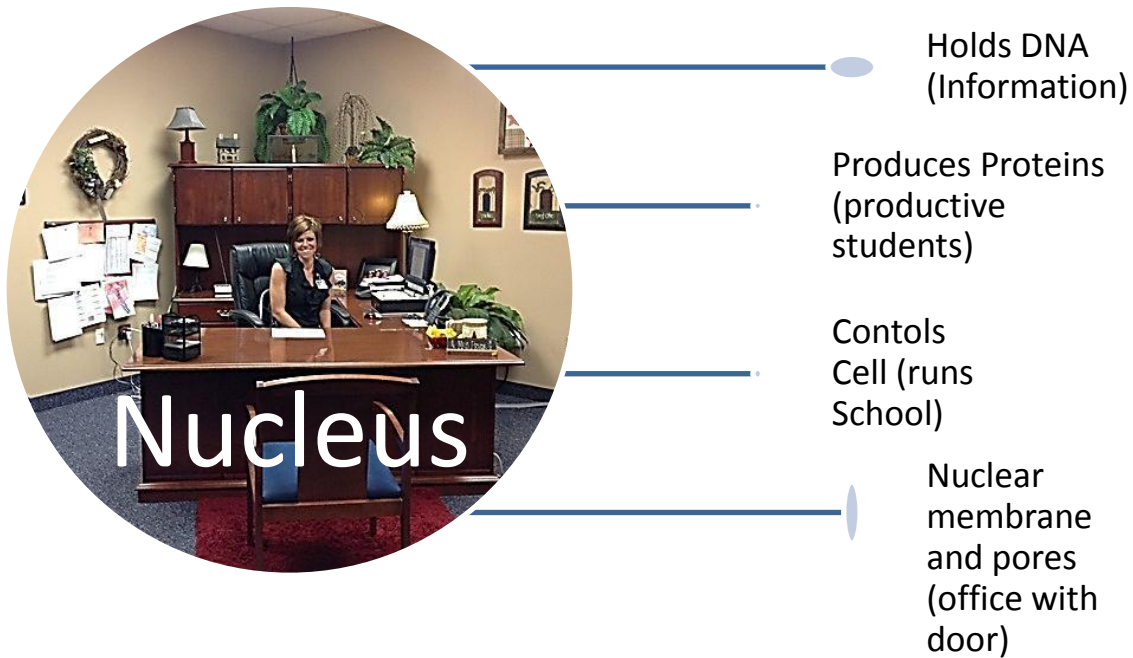 Nucleus
Holds DNA
(Information)
Produces Proteins
(productive
students)
Contols
Cell (runs
School)
Nuclear
membrane
and pores
(office with
door)